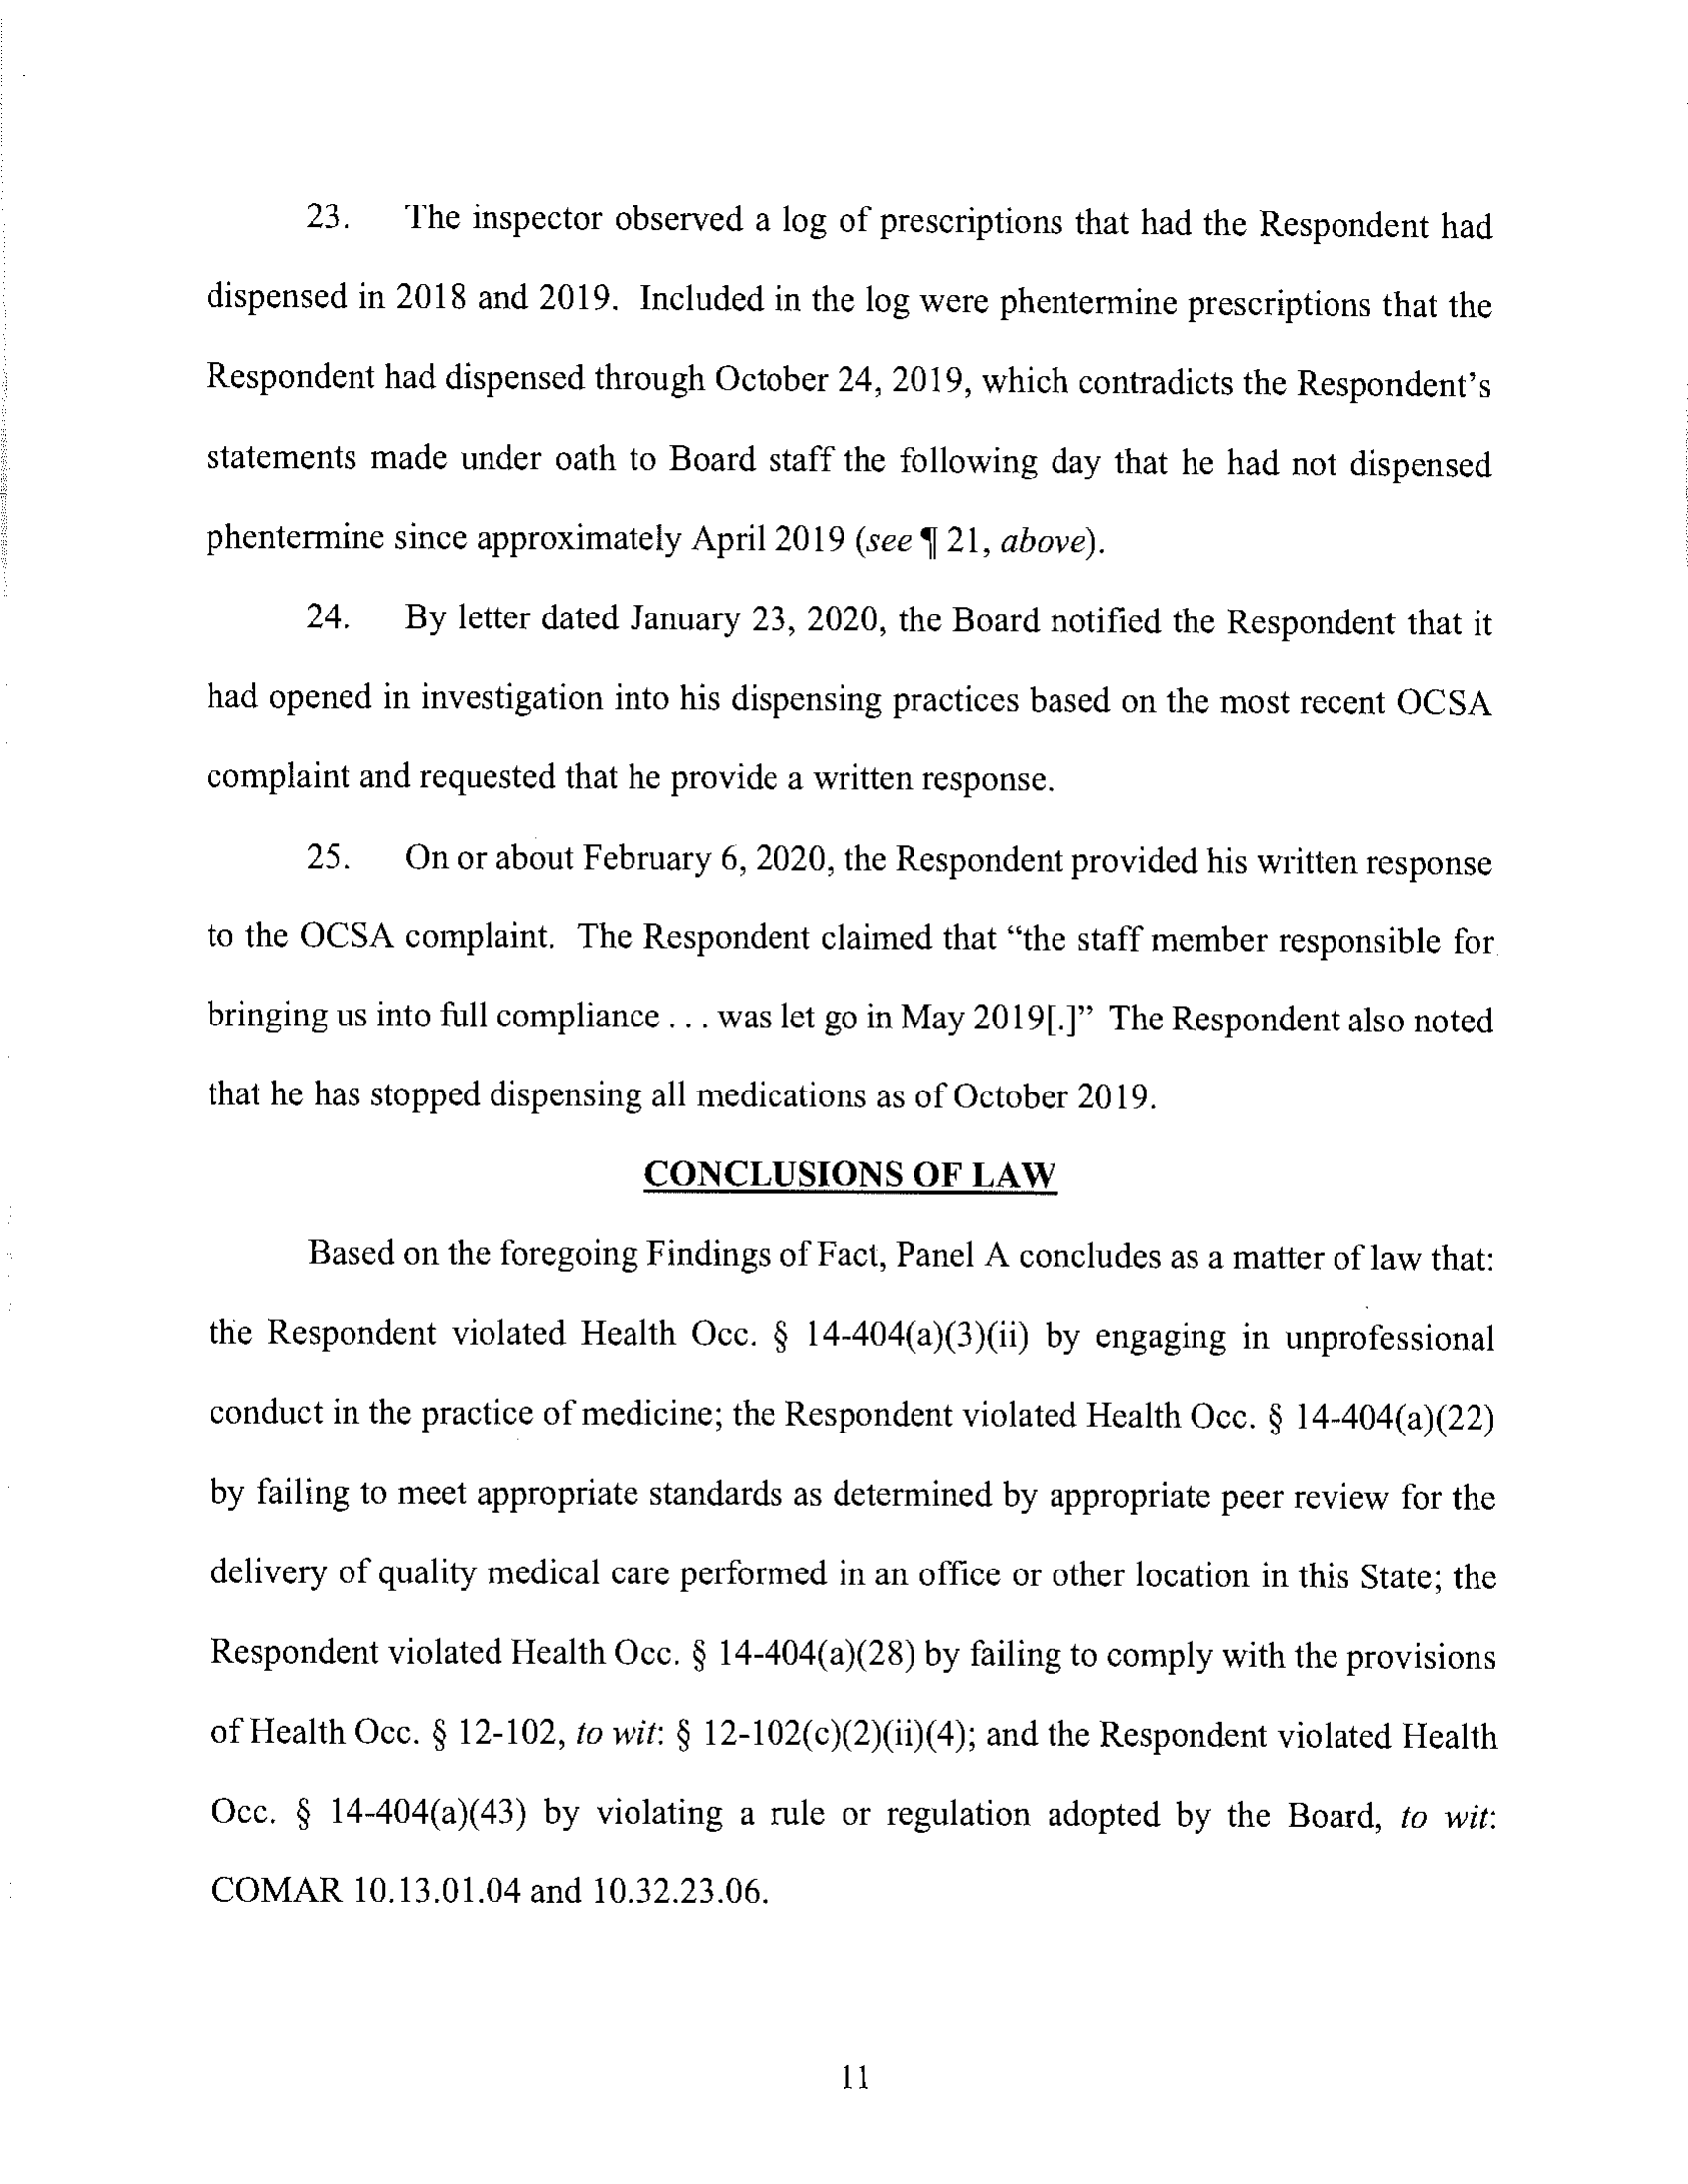 23. The inspector observed a log of prescriptions that had the Respondent had
dispensed in 2018 and 2019. Included in the log were phentermine prescriptions that the
Respondent had dispensed through October 24, 2019, which contradicts the Respondent's
statements made under oath to Board staff the following day that he had not dispensed
phentermine since approximately April 2019 (see ¶ 21, above).
24. By letter dated January 23, 2020, the Board notified the Respondent that it
had opened in investigation into his dispensing practices based on the most recent OCSA
complaint and requested that he provide a written response.
25. On or about February 6, 2020, the Respondent provided his written response
to the OCSA complaint. The Respondent claimed that “the staff member responsible for
bringing us into full compliance . . . was let go in May 2019[.]” The Respondent also noted
that he has stopped dispensing all medications as of October 2019.
CONCLUSIONS OF LAW
Based on the foregoing Findings of Fact, Panel A concludes as a matter of law that:
the Respondent violated Health Occ. § 14-404(a)(3)(ii) by engaging in unprofessional
conduct in the practice of medicine; the Respondent violated Health Occ. § 14-404(a)(22)
by failing to meet appropriate standards as determined by appropriate peer review for the
delivery of quality medical care performed in an office or other location in this State; the
Respondent violated Health Occ. § 14-404(a)(28) by failing to comply with the provisions
of Health Occ. § 12-102, to wit: § 12-102(c)(2)(ii)(4); and the Respondent violated Health
Occ. § 14-404(a)(43) by violating a rule or regulation adopted by the Board, to wit:
COMAR 10.13.01.04 and 10.32.23.06.
11